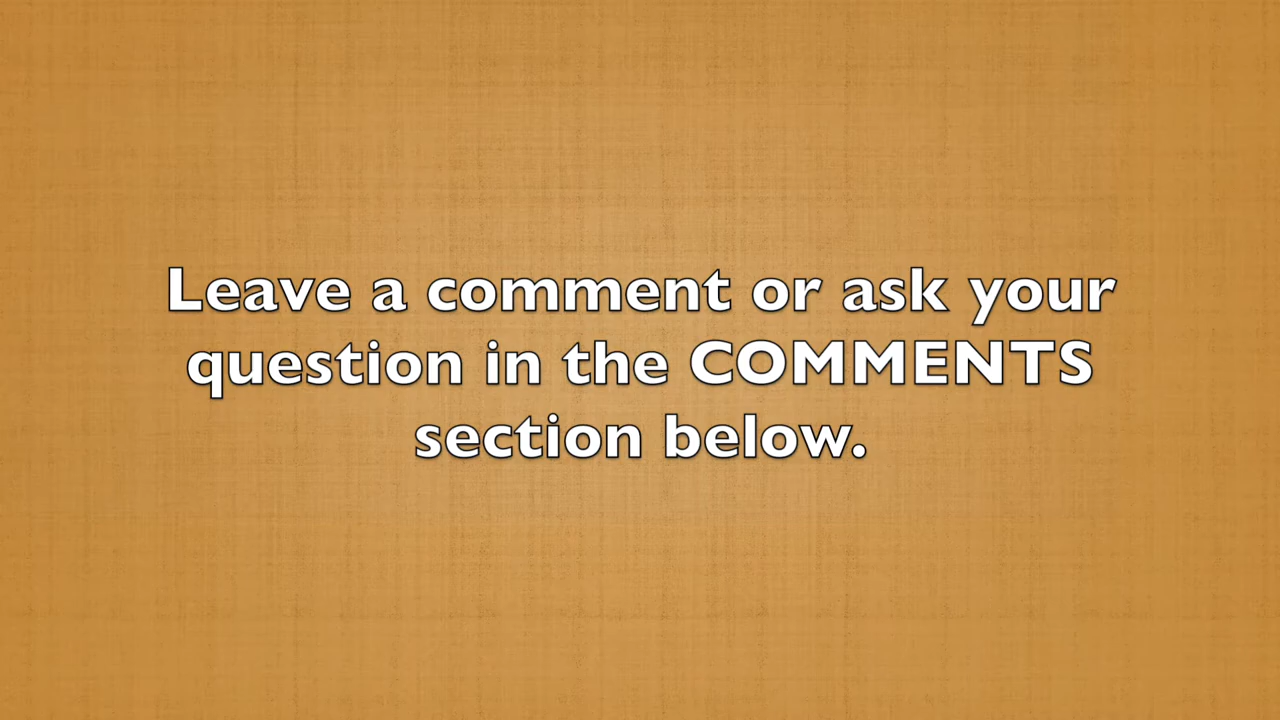 Leave a comment or ask your
question in the COMMENTS
section below.